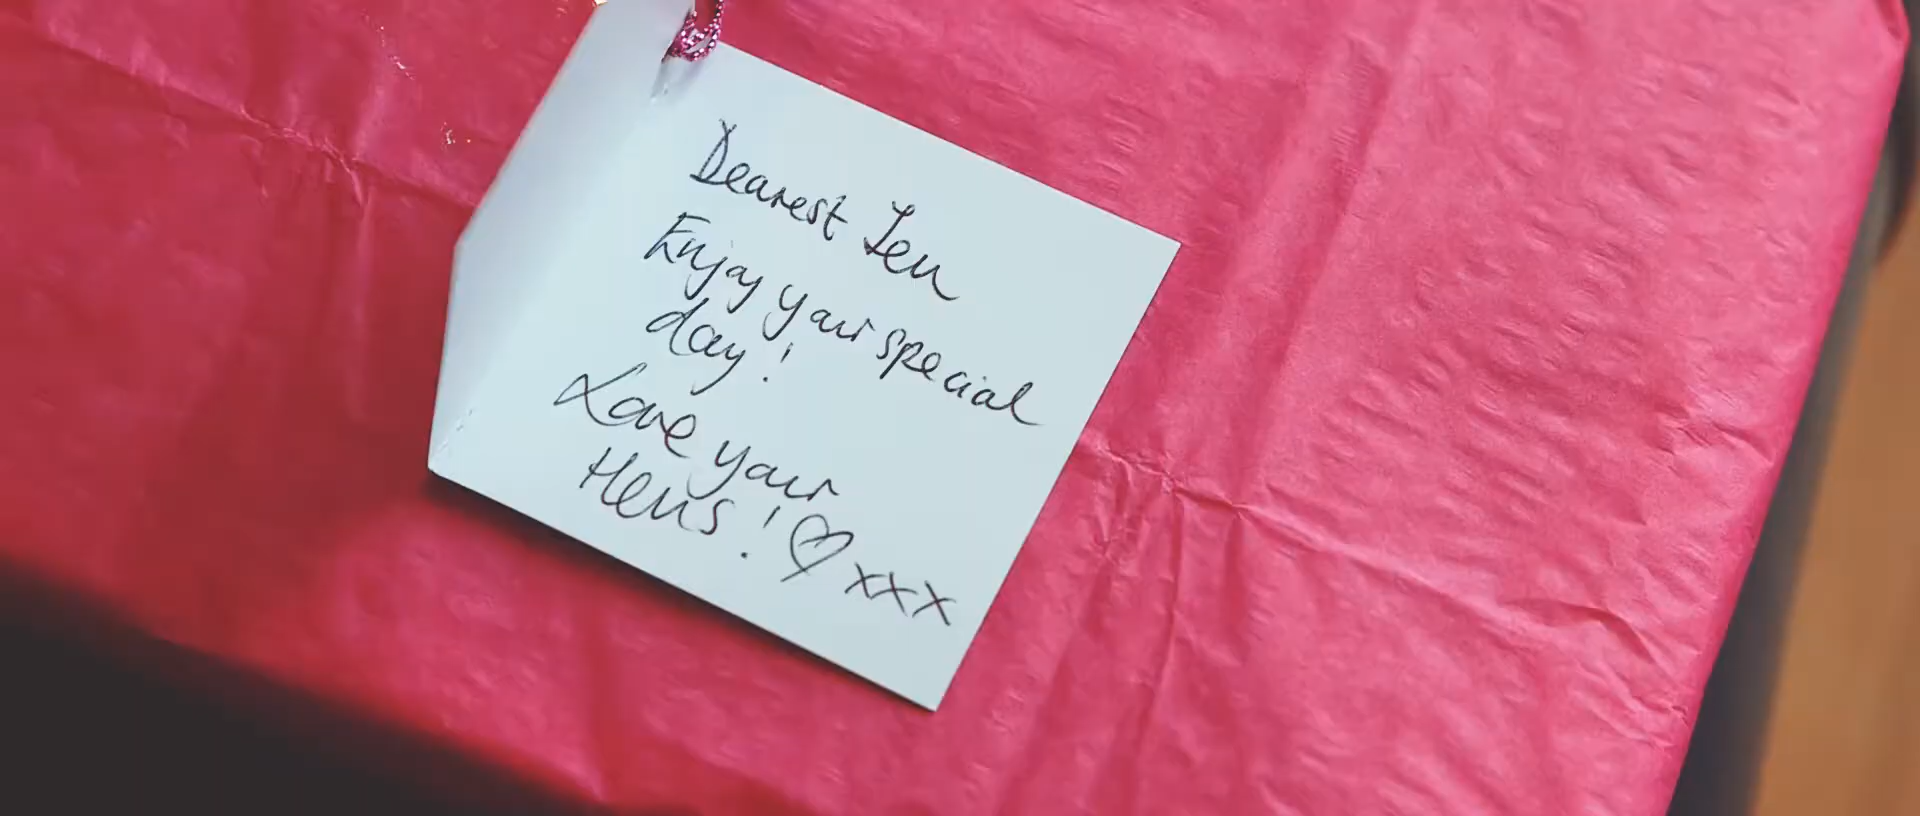 Dearest Jen
Enjoy your special
day!
Love your
Hens! ♡ xxx